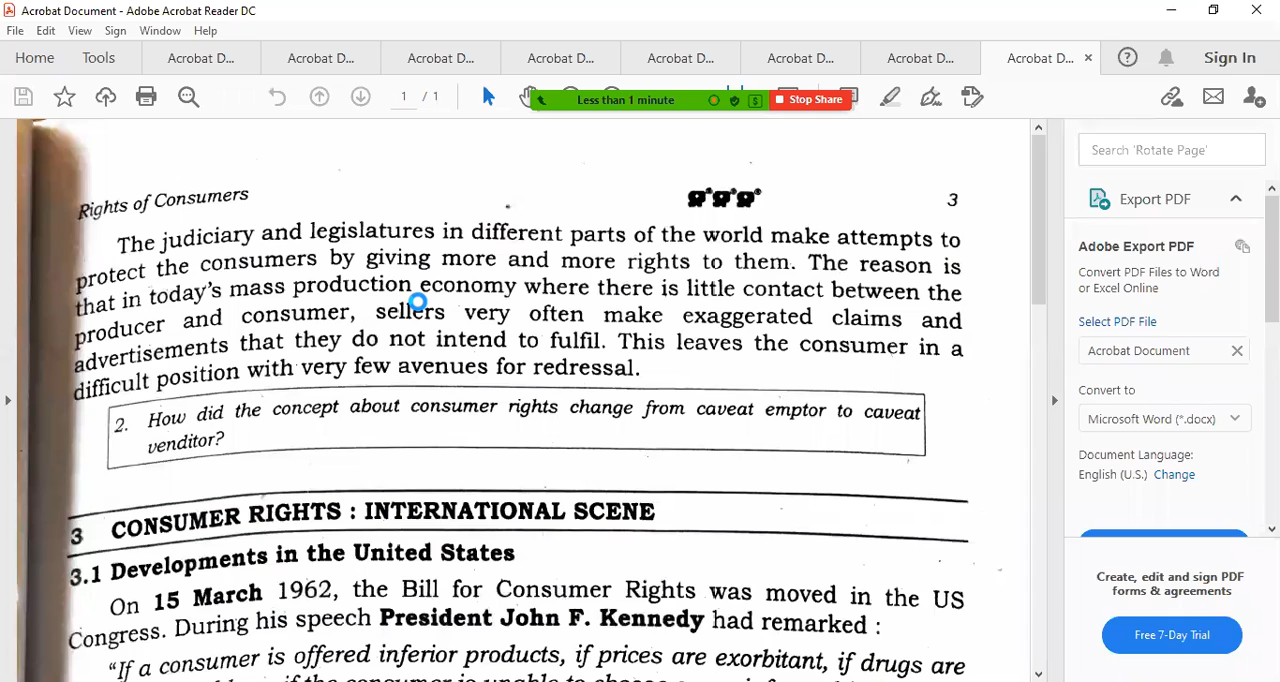 Acrobat Document - Adobe Acrobat Reader DC
File Edit View Sign Window Help
Home Tools Acrobat D... Acrobat D... Acrobat D... Acrobat D... Acrobat D... Acrobat D... Acrobat D... Acrobat D... Sign In
1 / 1 Less than 1 minute Stop Share
Rights of Consumers 3
The judiciary and legislatures in different parts of the world make attempts to
protect the consumers by giving more and more rights to them. The reason is
that in today's mass production economy where there is little contact between the
producer and consumer, sellers very often make exaggerated claims and
advertisements that they do not intend to fulfil. This leaves the consumer in a
difficult position with very few avenues for redressal.
2. How did the concept about consumer rights change from caveat emptor to caveat
venditor?
3 CONSUMER RIGHTS : INTERNATIONAL SCENE
3.1 Developments in the United States
On 15 March 1962, the Bill for Consumer Rights was moved in the US
Congress. During his speech President John F. Kennedy had remarked :
"If a consumer is offered inferior products, if prices are exorbitant, if drugs are
Search 'Rotate Page'
Export PDF
Adobe Export PDF
Convert PDF Files to Word
or Excel Online
Select PDF File
Acrobat Document
Convert to
Microsoft Word (*.docx)
Document Language:
English (U.S.) Change
Create, edit and sign PDF
forms & agreements
Free 7-Day Trial